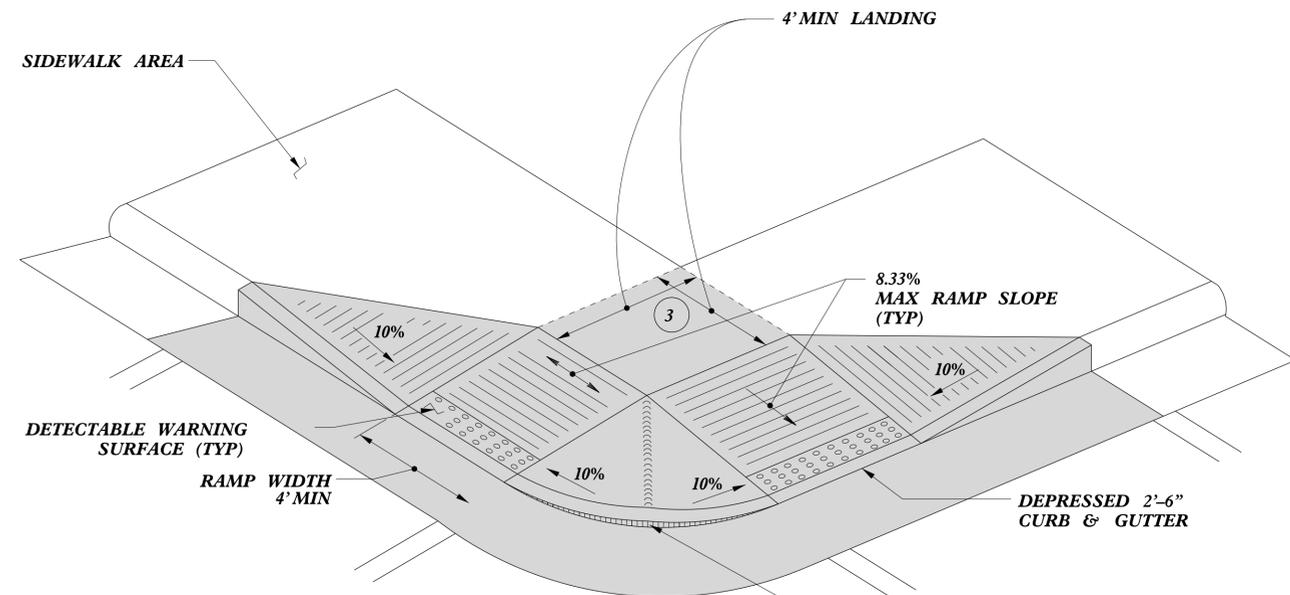 4' MIN LANDING
SIDEWALK AREA
8.33%
MAX RAMP SLOPE
(TYP)
3
10%
10%
DETECTABLE WARNING
SURFACE (TYP)
RAMP WIDTH
4' MIN
10%
10%
DEPRESSED 2'–6"
CURB & GUTTER